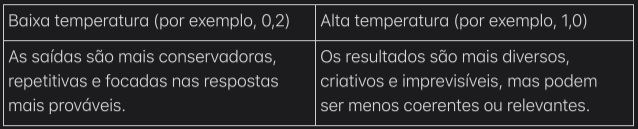 Baixa temperatura (por exemplo, 0,2)
Alta temperatura (por exemplo, 1,0)
As saídas são mais conservadoras,
repetitivas e focadas nas respostas
mais prováveis.
Os resultados são mais diversos,
criativos e imprevisíveis, mas podem
ser menos coerentes ou relevantes.